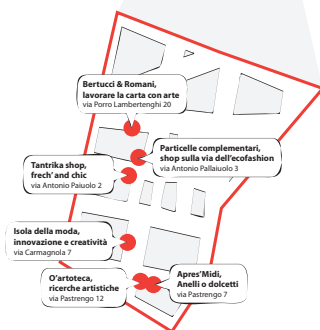 Bertucci & Romani,
lavorare la carta con arte
via Porro Lambertenghi 20
Particelle complementari,
shop sulla via dell'ecofashion
via Antonio Pallaiuolo 3
Tantrika shop,
frech' and chic
via Antonio Paiuolo 2
Isola della moda,
innovazione e creatività
via Carmagnola 7
O'artoteca,
ricerche artistiche
via Pastrengo 12
Apres'Midi,
Anelli o dolcetti
via Pastrengo 7